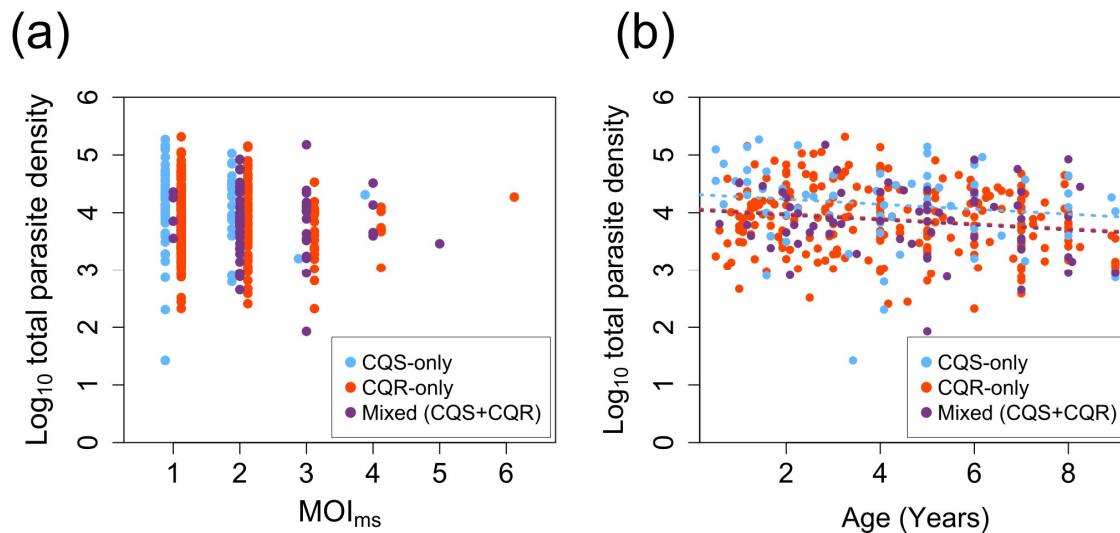 (a)
Log10 total parasite density
6
5
4
3
2
1
0
CQS-only
CQR-only
Mixed (CQS+CQR)
1 2 3 4 5 6
MOIms
(b)
Log10 total parasite density
6
5
4
3
2
1
0
CQS-only
CQR-only
Mixed (CQS+CQR)
2 4 6 8
Age (Years)